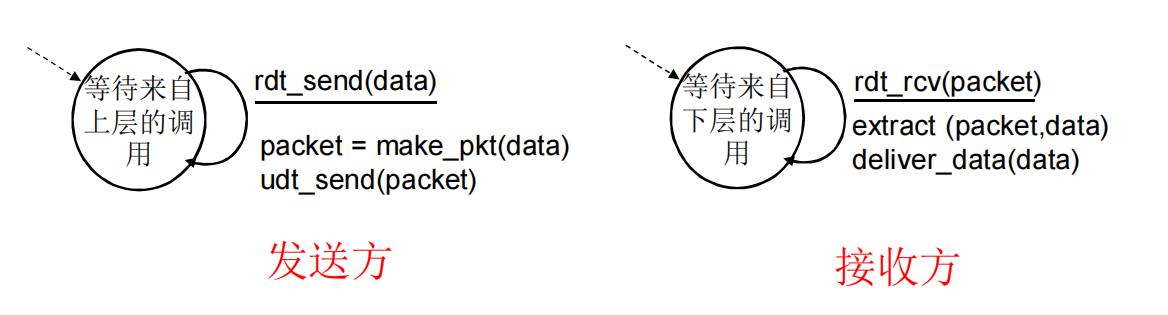 等待来自
上层的调
用
rdt_send(data)
packet = make_pkt(data)
udt_send(packet)
发送方
等待来自
下层的调
用
rdt_rcv(packet)
extract (packet,data)
deliver_data(data)
接收方